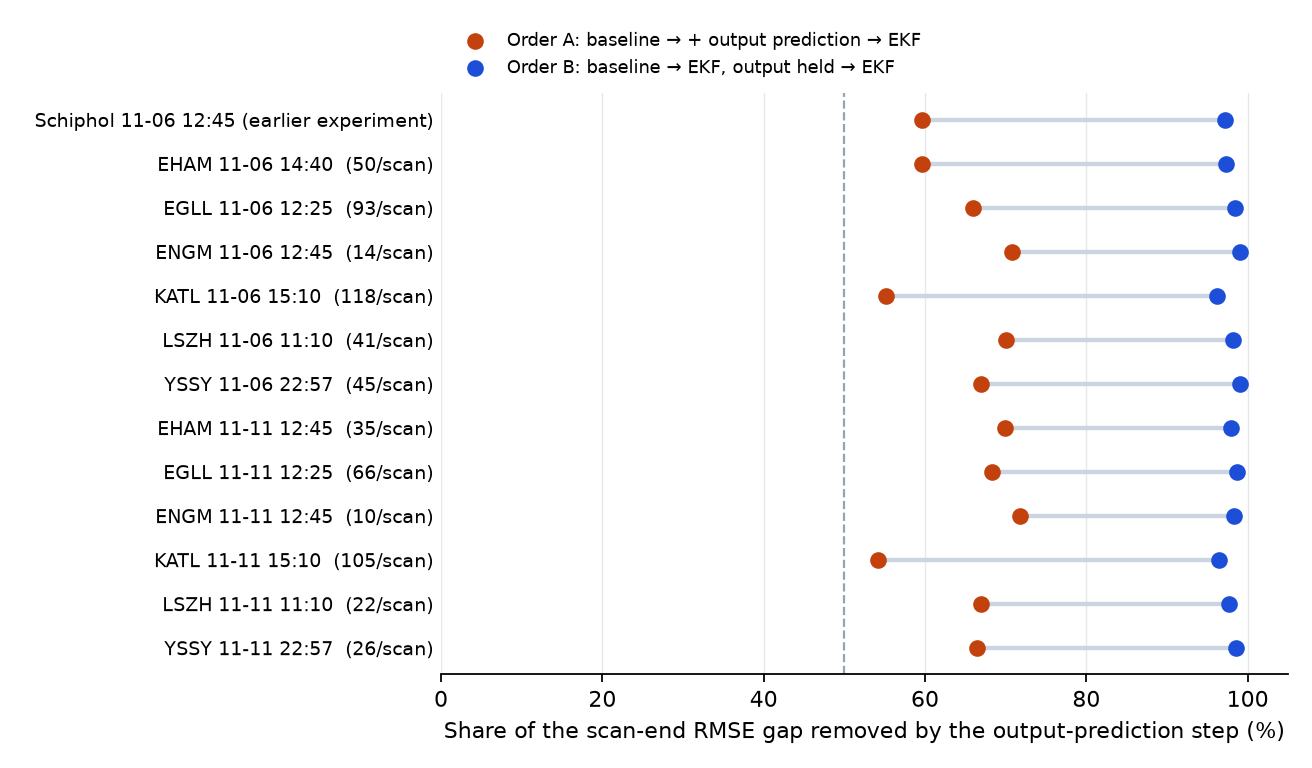 Order A: baseline → + output prediction → EKF
Order B: baseline → EKF, output held → EKF
Schiphol 11-06 12:45 (earlier experiment)
EHAM 11-06 14:40 (50/scan)
EGLL 11-06 12:25 (93/scan)
ENGM 11-06 12:45 (14/scan)
KATL 11-06 15:10 (118/scan)
LSZH 11-06 11:10 (41/scan)
YSSY 11-06 22:57 (45/scan)
EHAM 11-11 12:45 (35/scan)
EGLL 11-11 12:25 (66/scan)
ENGM 11-11 12:45 (10/scan)
KATL 11-11 15:10 (105/scan)
LSZH 11-11 11:10 (22/scan)
YSSY 11-11 22:57 (26/scan)
0 20 40 60 80 100
Share of the scan-end RMSE gap removed by the output-prediction step (%)